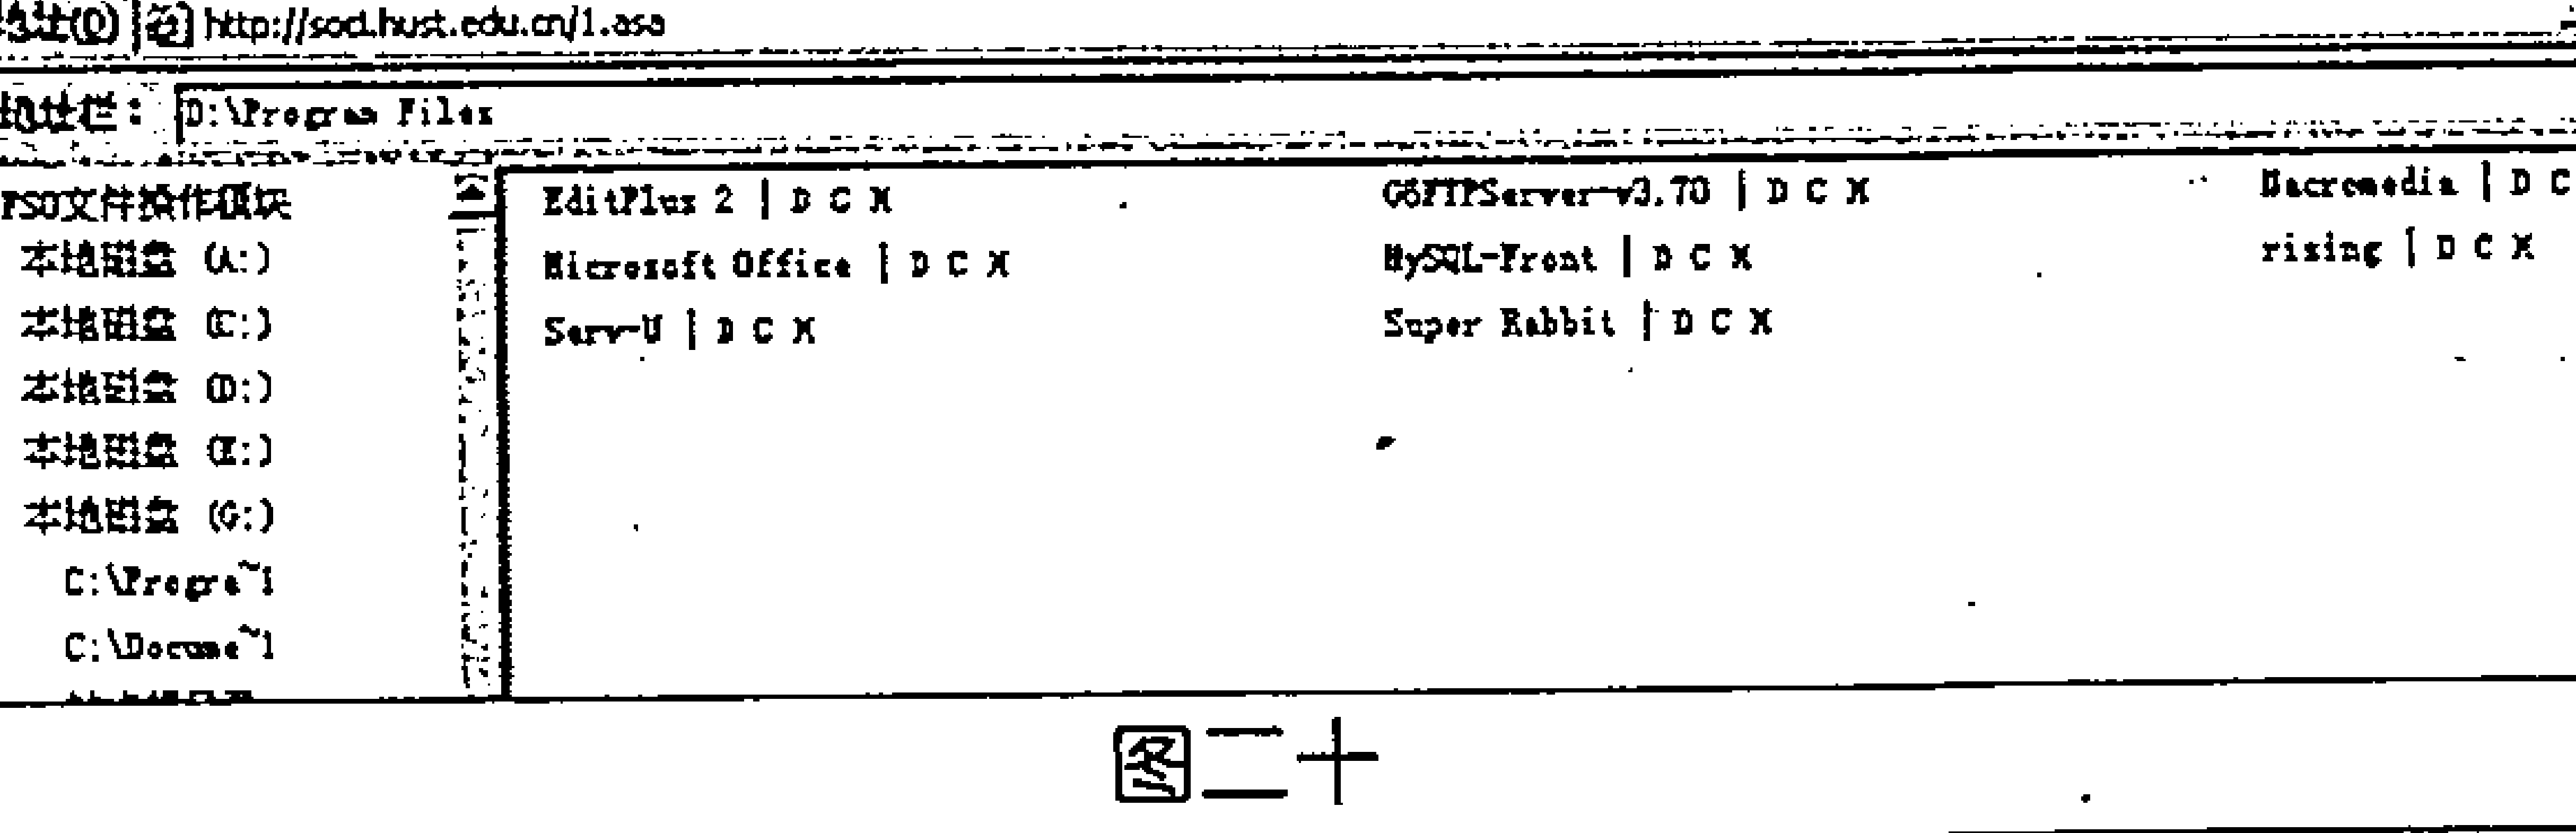 地址(D) http://socl.hust.edu.cn/1.asa
地址栏: D:\Program Files
FSO文件操作模块
本地磁盘 (A:)
本地磁盘 (C:)
本地磁盘 (D:)
本地磁盘 (E:)
本地磁盘 (G:)
C:\Progra~1
C:\Docume~1
EditPlus 2 | D C M
G6FTPServer-v3.70 | D C M
Macromedia | D C
Microsoft Office | D C M
MySQL-Front | D C M
rising | D C M
Serv-U | D C M
Super Rabbit | D C M
图二十